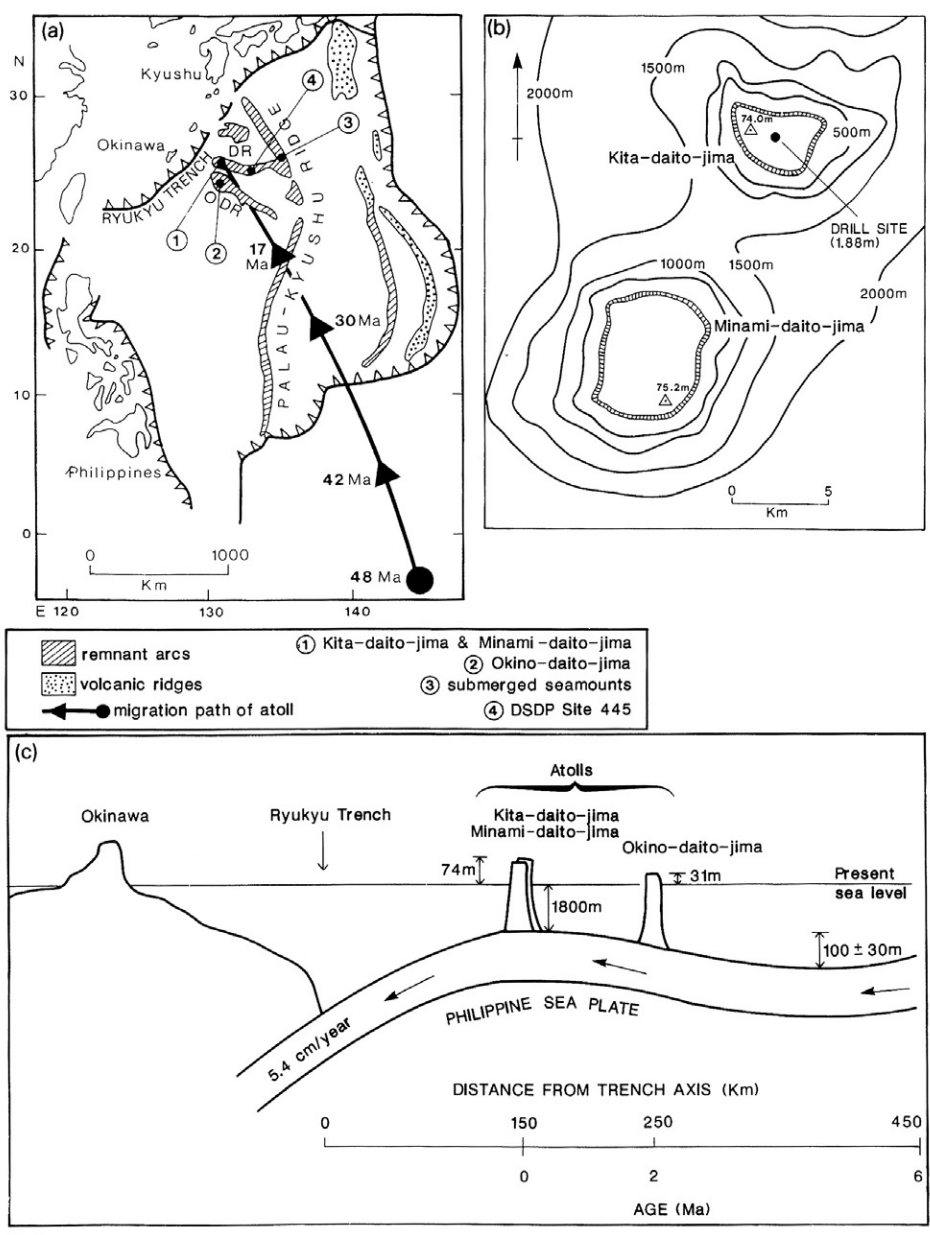 (a)
N
30
20
10
0
E 120
130
140
Kyushu
Okinawa
RYUKYU TRENCH
DR
ODR
PALAU-KYUSHU RIDGE
Philippines
4
3
1
2
17
Ma
30 Ma
42 Ma
48 Ma
0 1000
Km
(b)
2000m
1500m
74.0m
500m
Kita-daito-jima
DRILL SITE
(1.88m)
1000m
1500m
2000m
Minami-daito-jima
75.2m
0 5
Km
remnant arcs
volcanic ridges
migration path of atoll
1 Kita-daito-jima & Minami-daito-jima
2 Okino-daito-jima
3 submerged seamounts
4 DSDP Site 445
(c)
Atolls
Okinawa
Ryukyu Trench
Kita-daito-jima
Minami-daito-jima
Okino-daito-jima
74m
31m
Present
sea level
1800m
100 ± 30m
PHILIPPINE SEA PLATE
5.4 cm/year
DISTANCE FROM TRENCH AXIS (Km)
0 150 250 450
0 2 6
AGE (Ma)